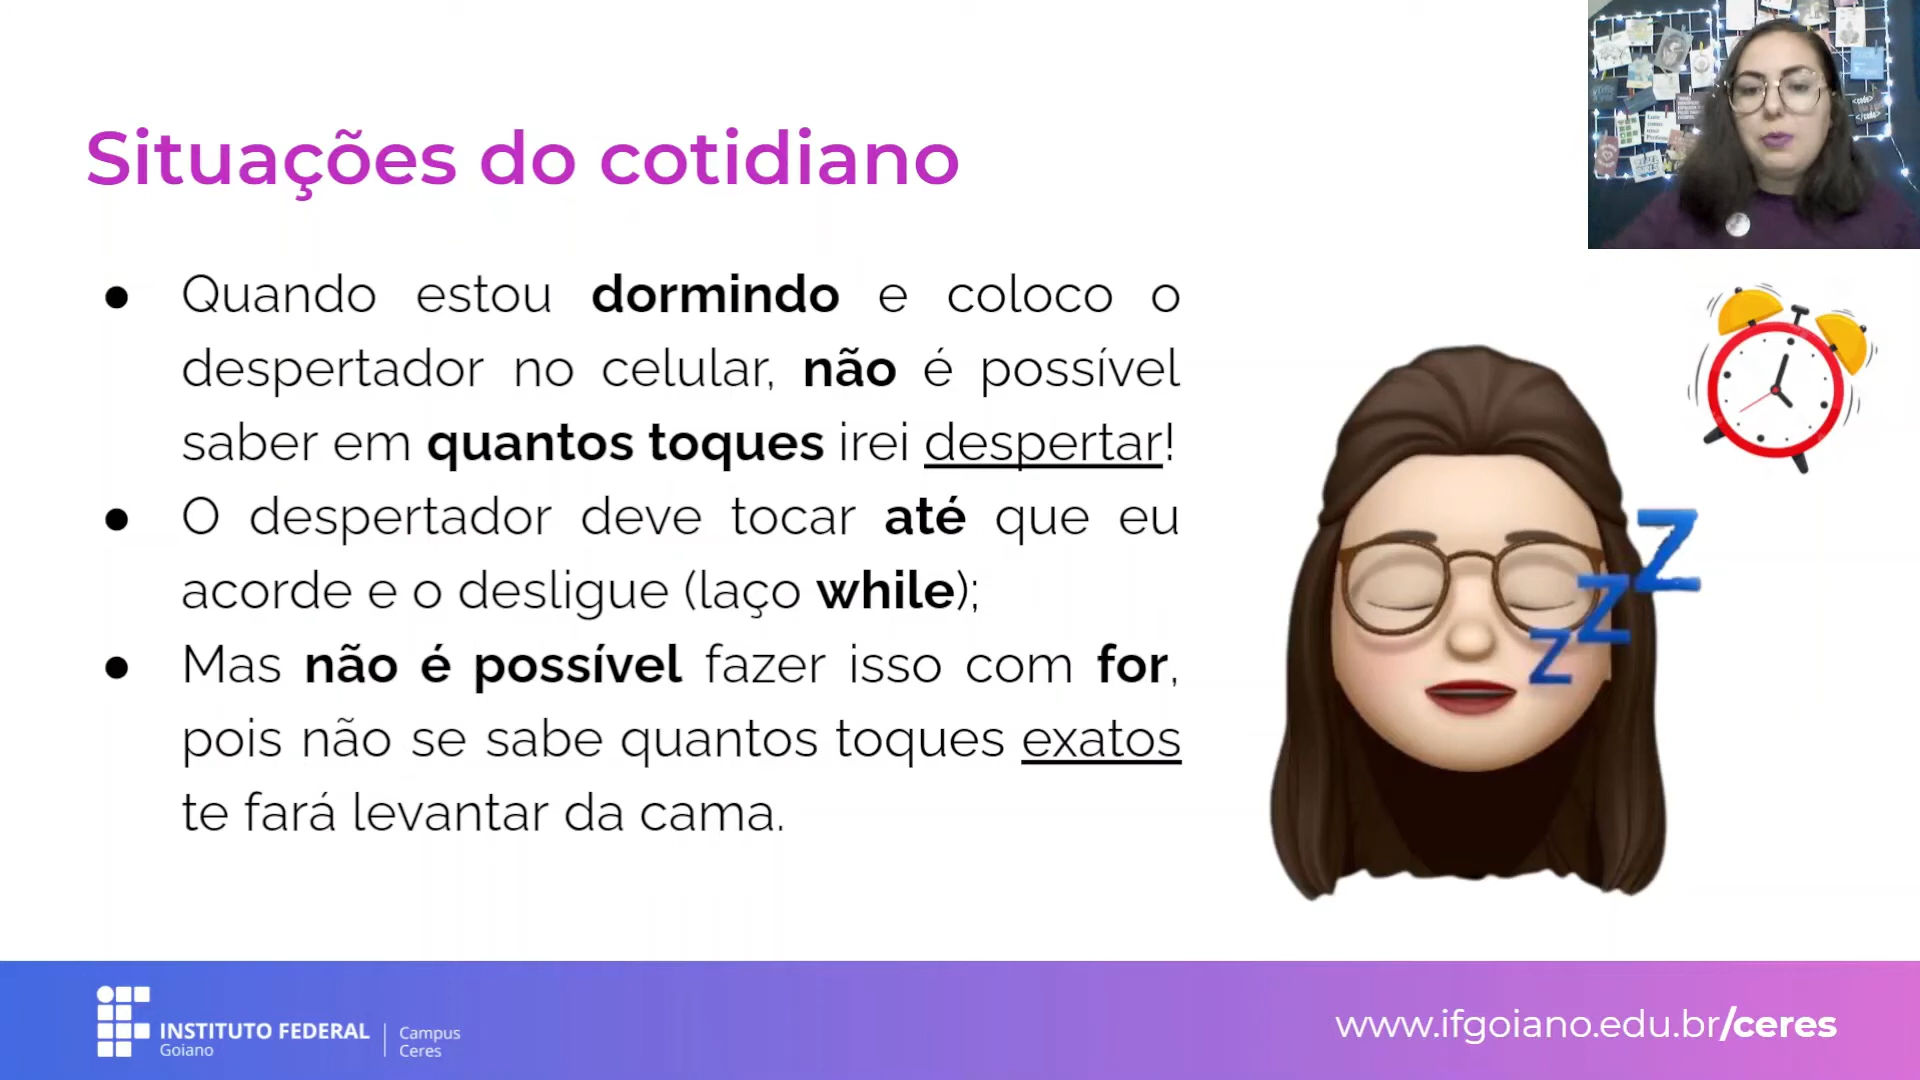 Situações do cotidiano
● Quando estou dormindo e coloco o
despertador no celular, não é possível
saber em quantos toques irei despertar!
● O despertador deve tocar até que eu
acorde e o desligue (laço while);
● Mas não é possível fazer isso com for,
pois não se sabe quantos toques exatos
te fará levantar da cama.
Z
Z
Z
INSTITUTO FEDERAL
Goiano
Campus
Ceres
www.ifgoiano.edu.br/ceres